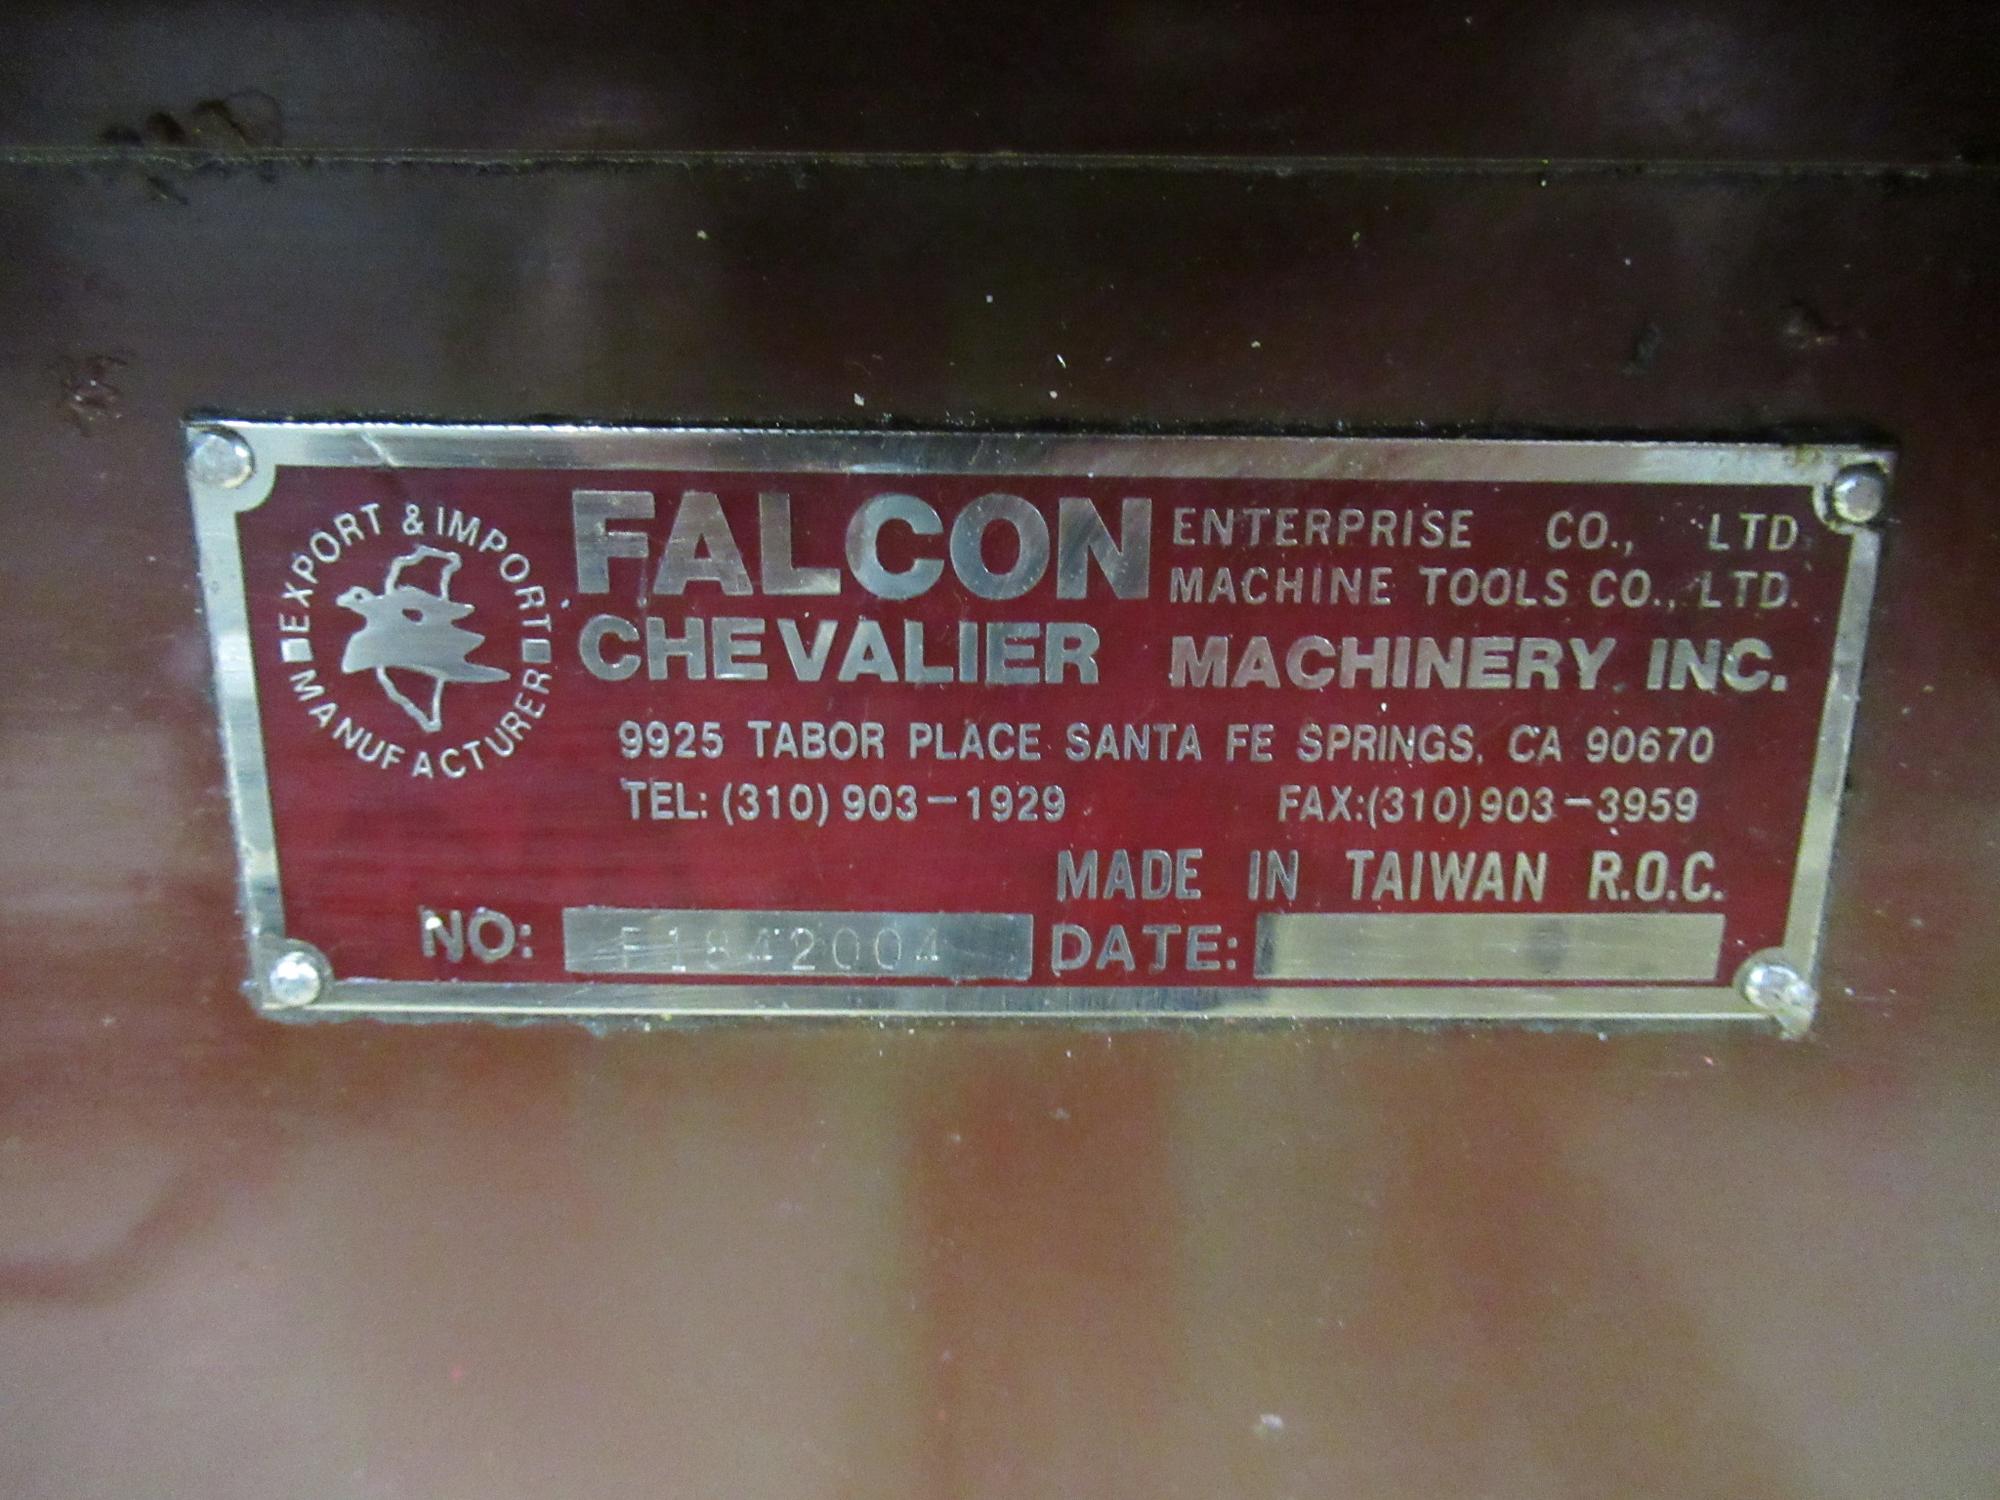 EXPORT & IMPORT
MANUFACTURER
FALCON ENTERPRISE CO., LTD.
MACHINE TOOLS CO., LTD.
CHEVALIER MACHINERY INC.
9925 TABOR PLACE SANTA FE SPRINGS, CA 90670
TEL: (310) 903-1929 FAX:(310)903-3959
MADE IN TAIWAN R.O.C.
NO: F1842004 DATE: